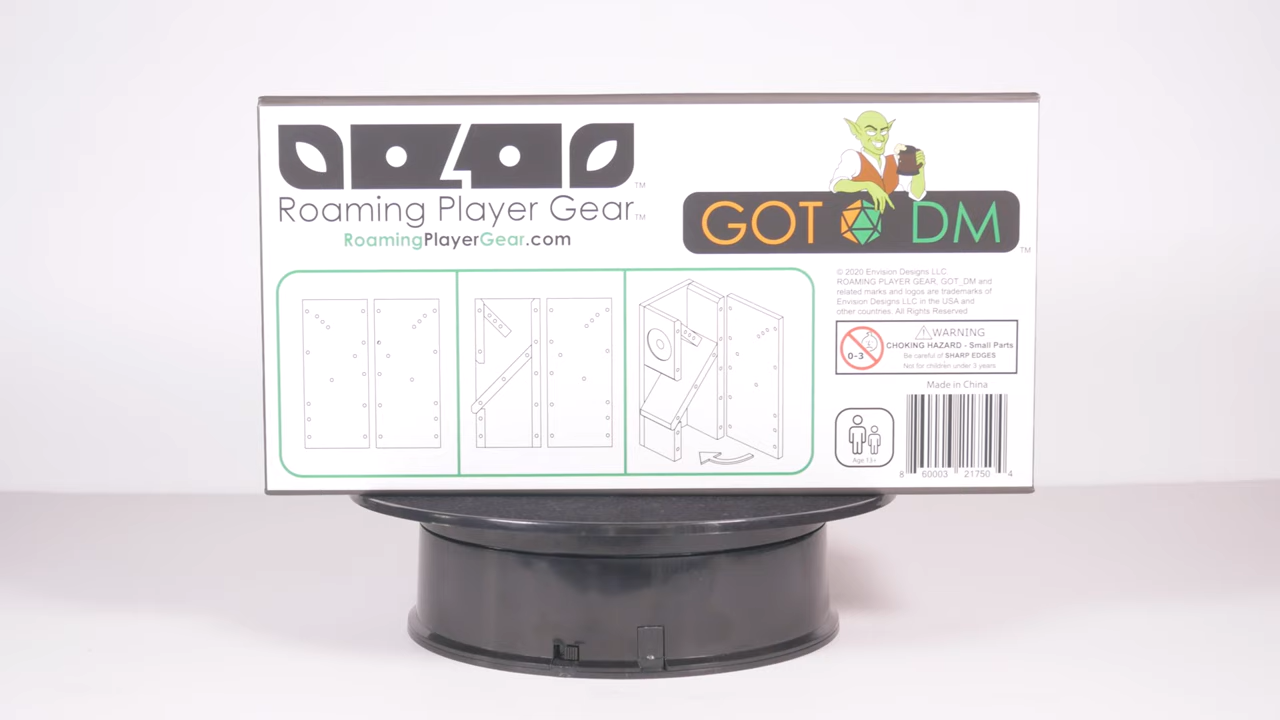 Roaming Player Gear™
RoamingPlayerGear.com
GOT DM
TM
© 2020 Envision Designs LLC
ROAMING PLAYER GEAR, GOT_DM and
related marks and logos are trademarks of
Envision Designs LLC in the USA and
other countries. All Rights Reserved
WARNING
CHOKING HAZARD - Small Parts
Be careful of SHARP EDGES
Not for children under 3 years
0-3
Made in China
Age 13+
8 60003 21750 4